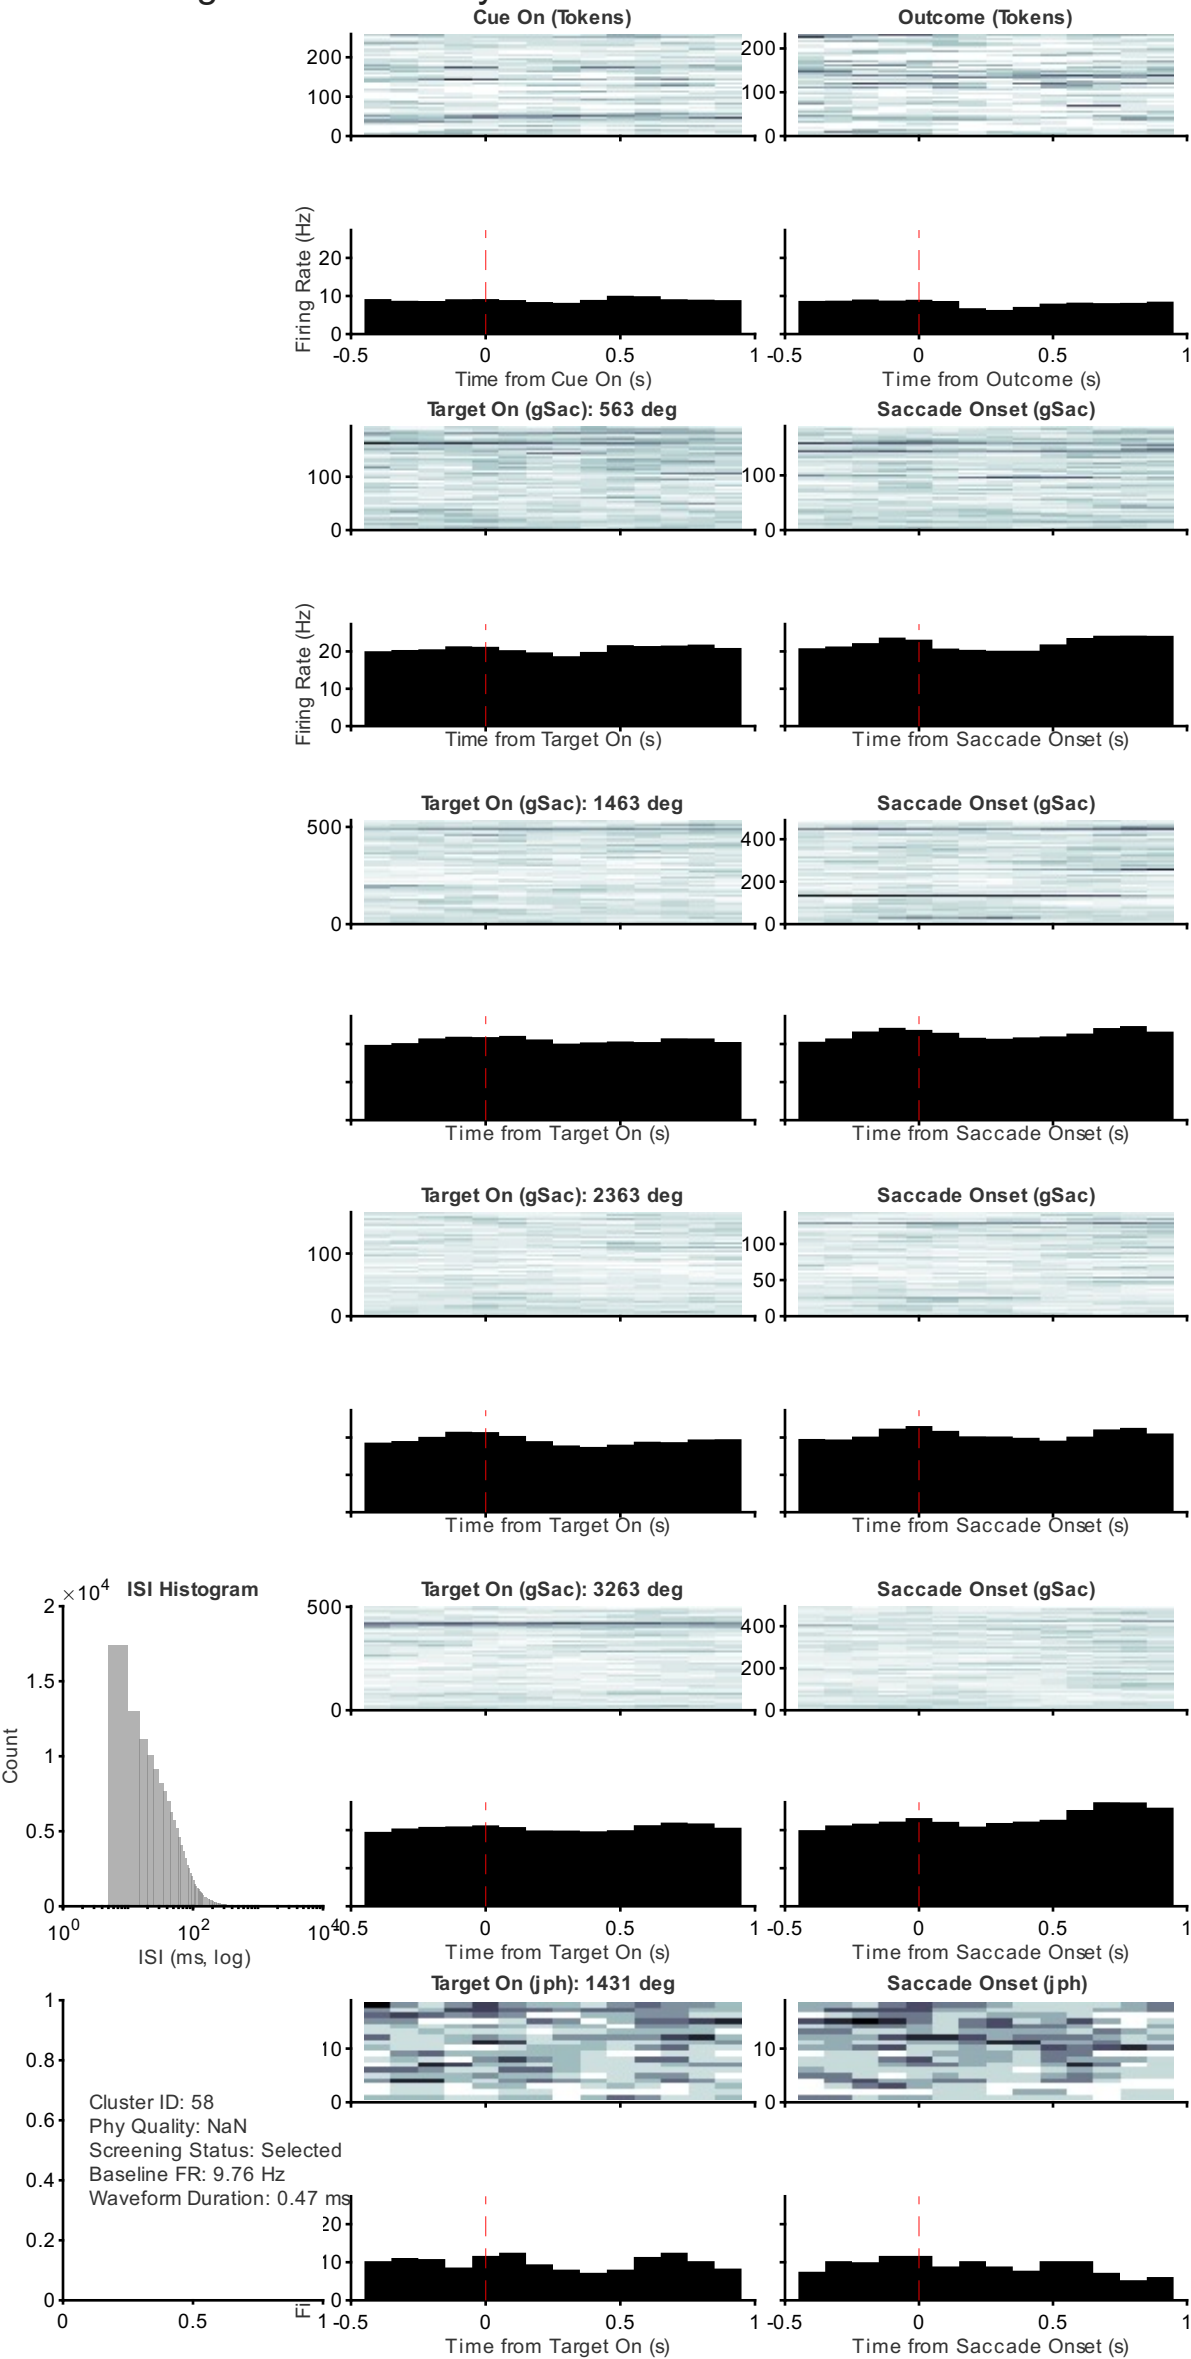 Cue On (Tokens)
Outcome (Tokens)
200
100
0
200
100
0
Firing Rate (Hz)
20
10
0
-0.5 0 0.5 1
-0.5 0 0.5 1
Time from Cue On (s)
Time from Outcome (s)
Target On (gSac): 563 deg
Saccade Onset (gSac)
100
0
100
0
Firing Rate (Hz)
20
10
0
Time from Target On (s)
Time from Saccade Onset (s)
Target On (gSac): 1463 deg
Saccade Onset (gSac)
500
0
400
200
0
Time from Target On (s)
Time from Saccade Onset (s)
Target On (gSac): 2363 deg
Saccade Onset (gSac)
100
0
100
50
0
Time from Target On (s)
Time from Saccade Onset (s)
×10⁴
ISI Histogram
2
1.5
1
0.5
0
Count
10⁰ 10² 10⁴
ISI (ms, log)
Target On (gSac): 3263 deg
Saccade Onset (gSac)
500
0
400
200
0
-0.5 0 0.5 1
-0.5 0 0.5 1
Time from Target On (s)
Time from Saccade Onset (s)
Target On (jph): 1431 deg
Saccade Onset (jph)
10
0
10
0
1
0.8
0.6
0.4
0.2
0
Cluster ID: 58
Phy Quality: NaN
Screening Status: Selected
Baseline FR: 9.76 Hz
Waveform Duration: 0.47 ms
0 0.5 1
Fi
20
10
0
-0.5 0 0.5 1
-0.5 0 0.5 1
Time from Target On (s)
Time from Saccade Onset (s)